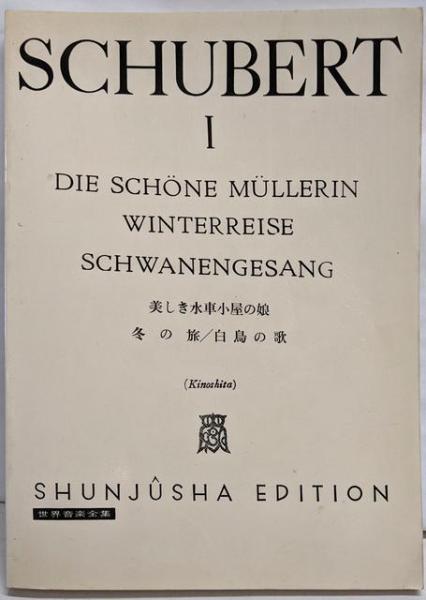 SCHUBERT
I
DIE SCHÖNE MÜLLERIN
WINTERREISE
SCHWANENGESANG
美しき水車小屋の娘
冬の旅/白鳥の歌
(Kinoshita)
SHUNJÛSHA EDITION
世界音楽全集